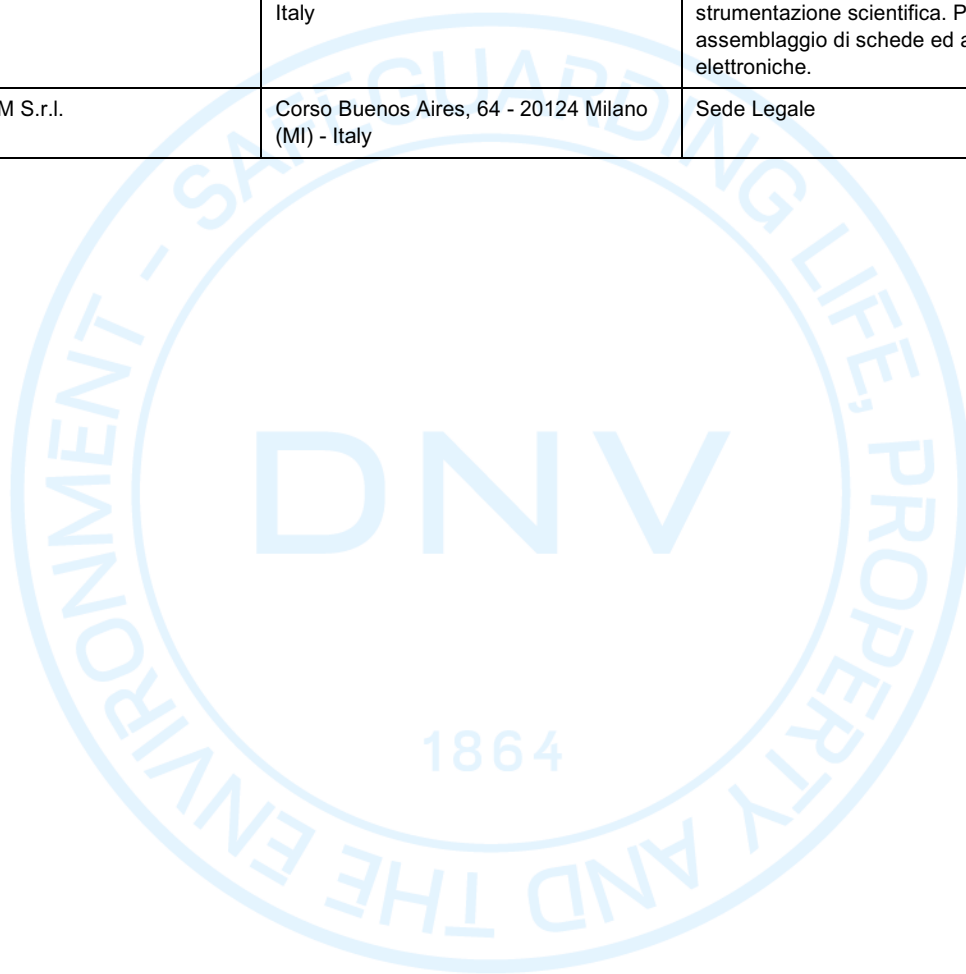 Italy
strumentazione scientifica.
assemblaggio di schede ed
elettroniche.
S.r.l.
Corso Buenos Aires, 64 - 20124 Milano
(MI) - Italy
Sede Legale
SAFEGUARDING LIFE, PROPERTY AND THE ENVIRONMENT -
DNV
1864